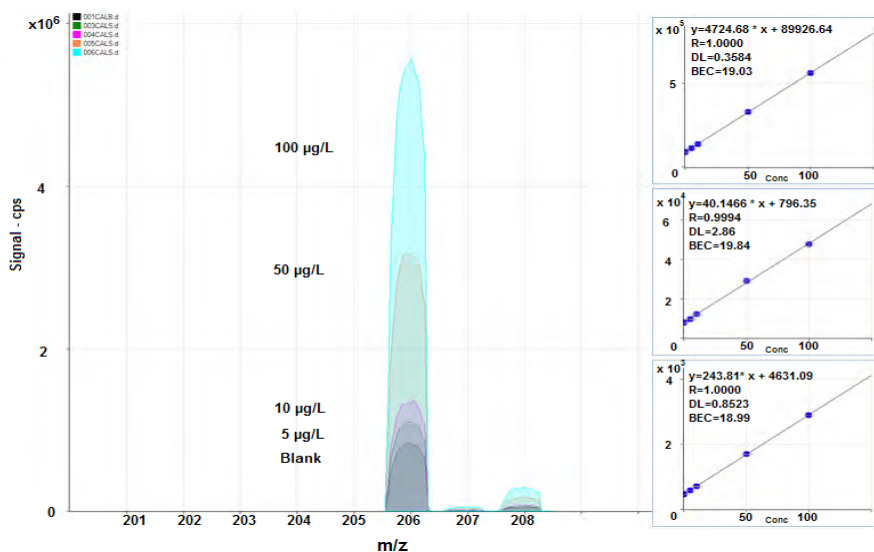 x10⁶
001CALB.d
003CALS.d
004CALS.d
005CALS.d
006CALS.d
Signal - cps
4
2
0
100 µg/L
50 µg/L
10 µg/L
5 µg/L
Blank
201 202 203 204 205 206 207 208
m/z
x 10⁵
y=4724.68 * x + 89926.64
R=1.0000
DL=0.3584
BEC=19.03
5
0
50 Conc 100
x 10⁴
y=40.1466 * x + 796.35
R=0.9994
DL=2.86
BEC=19.84
6
4
2
0
50 Conc 100
x 10³
y=243.81* x + 4631.09
R=1.0000
DL=0.8523
BEC=18.99
4
2
0
50 Conc 100